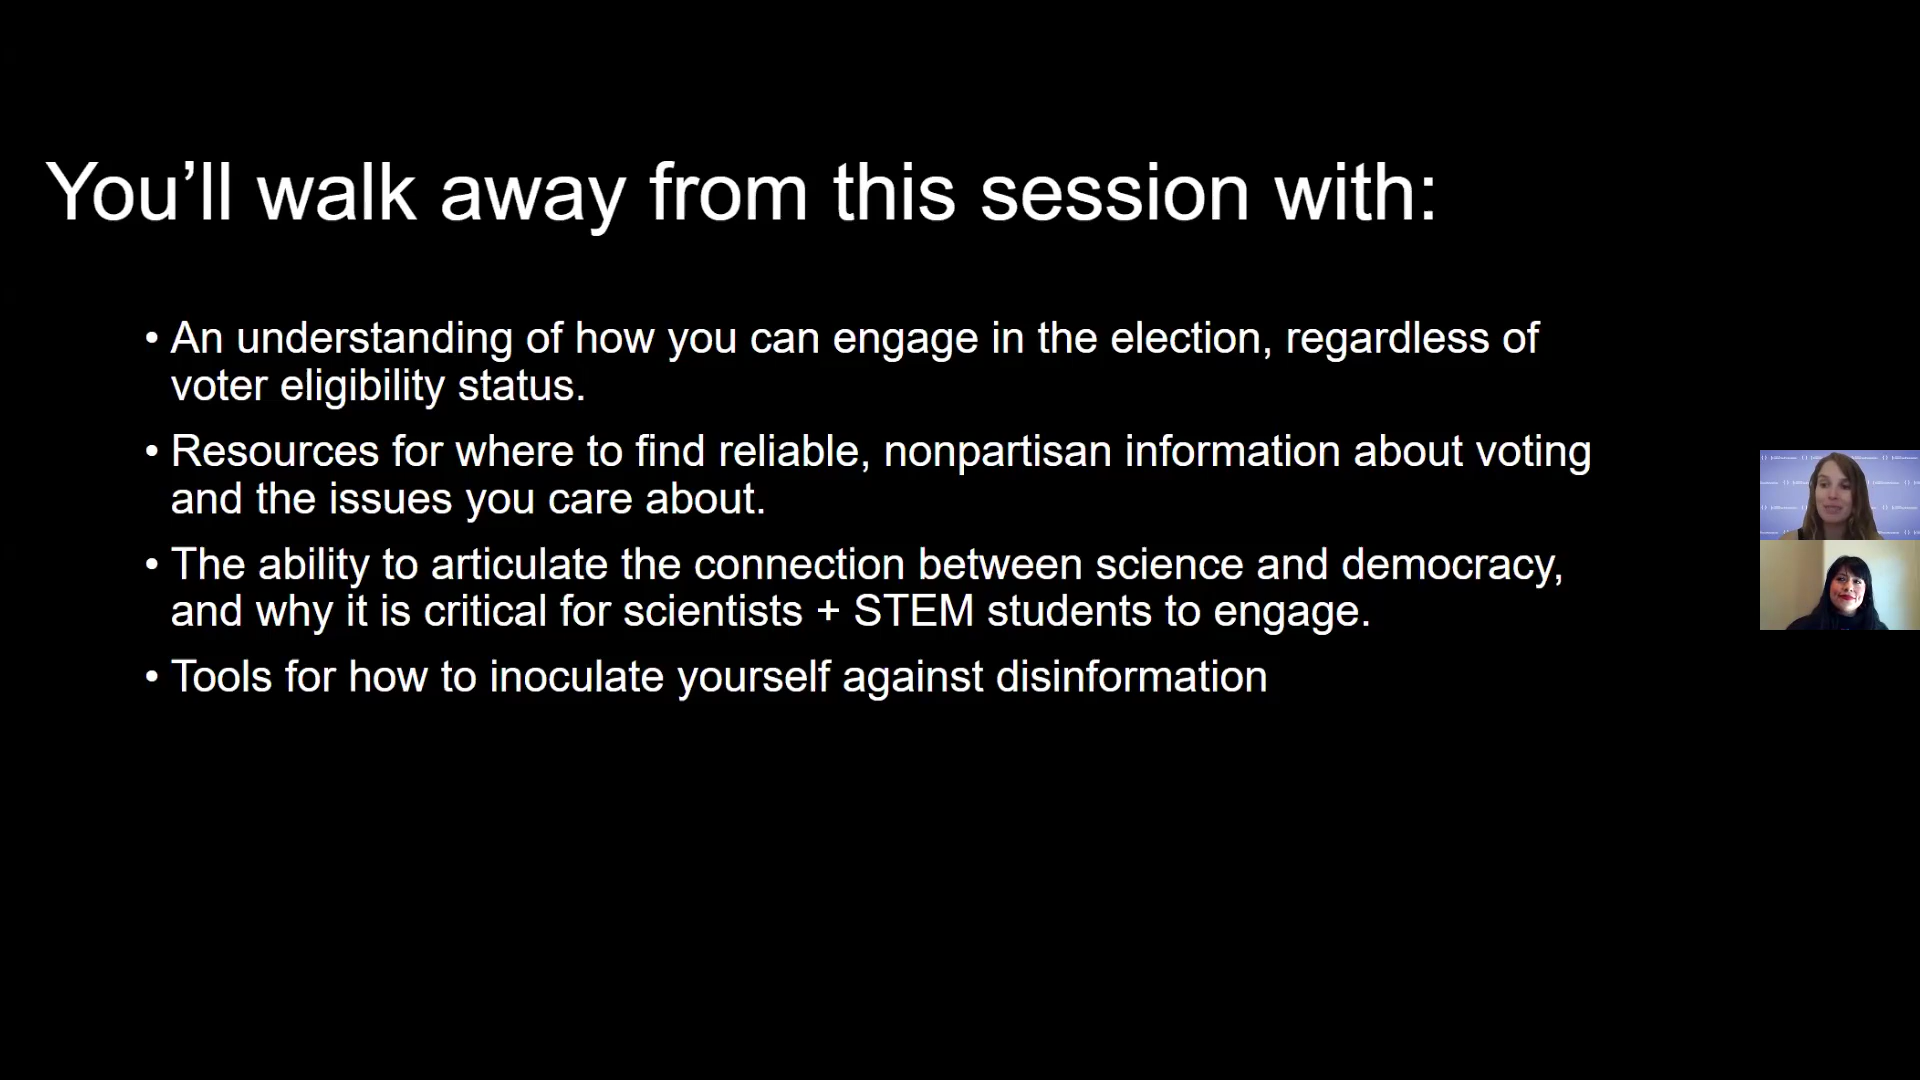 You’ll walk away from this session with:
• An understanding of how you can engage in the election, regardless of
voter eligibility status.
• Resources for where to find reliable, nonpartisan information about voting
and the issues you care about.
• The ability to articulate the connection between science and democracy,
and why it is critical for scientists + STEM students to engage.
• Tools for how to inoculate yourself against disinformation